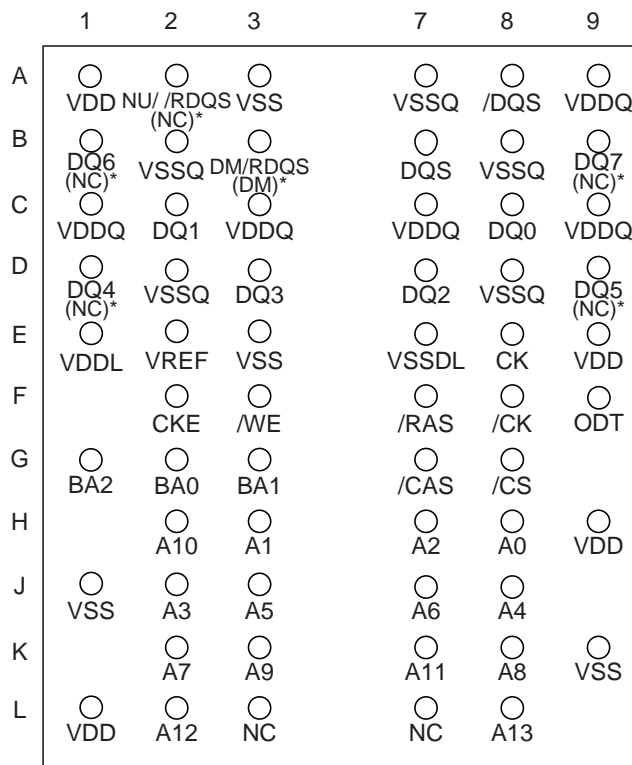 1 2 3 7 8 9
A
VDD NU/ /RDQS VSS VSSQ /DQS VDDQ
(NC)*
B
DQ6 VSSQ DM/RDQS DQS VSSQ DQ7
(NC)* (DM)* (NC)*
C
VDDQ DQ1 VDDQ VDDQ DQ0 VDDQ
D
DQ4 VSSQ DQ3 DQ2 VSSQ DQ5
(NC)* (NC)*
E
VDDL VREF VSS VSSDL CK VDD
F
CKE /WE /RAS /CK ODT
G
BA2 BA0 BA1 /CAS /CS
H
A10 A1 A2 A0 VDD
J
VSS A3 A5 A6 A4
K
A7 A9 A11 A8 VSS
L
VDD A12 NC NC A13